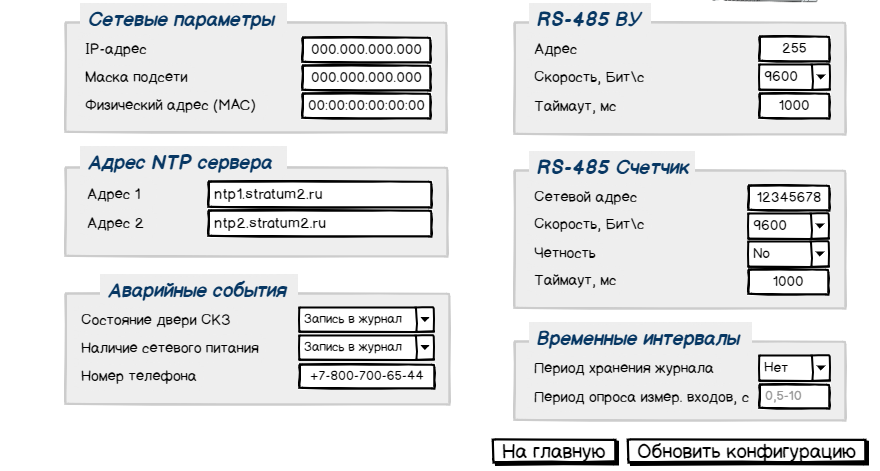 Сетевые параметры
IP-адрес 000.000.000.000
Маска подсети 000.000.000.000
Физический адрес (MAC) 00:00:00:00:00:00
Адрес NTP сервера
Адрес 1 ntp1.stratum2.ru
Адрес 2 ntp2.stratum2.ru
Аварийные события
Состояние двери СКЗ Запись в журнал
Наличие сетевого питания Запись в журнал
Номер телефона +7-800-700-65-44
RS-485 ВУ
Адрес 255
Скорость, Бит\с 9600
Таймаут, мс 1000
RS-485 Счетчик
Сетевой адрес 12345678
Скорость, Бит\с 9600
Четность No
Таймаут, мс 1000
Временные интервалы
Период хранения журнала Нет
Период опроса измер. входов, с 0,5-10
На главную Обновить конфигурацию